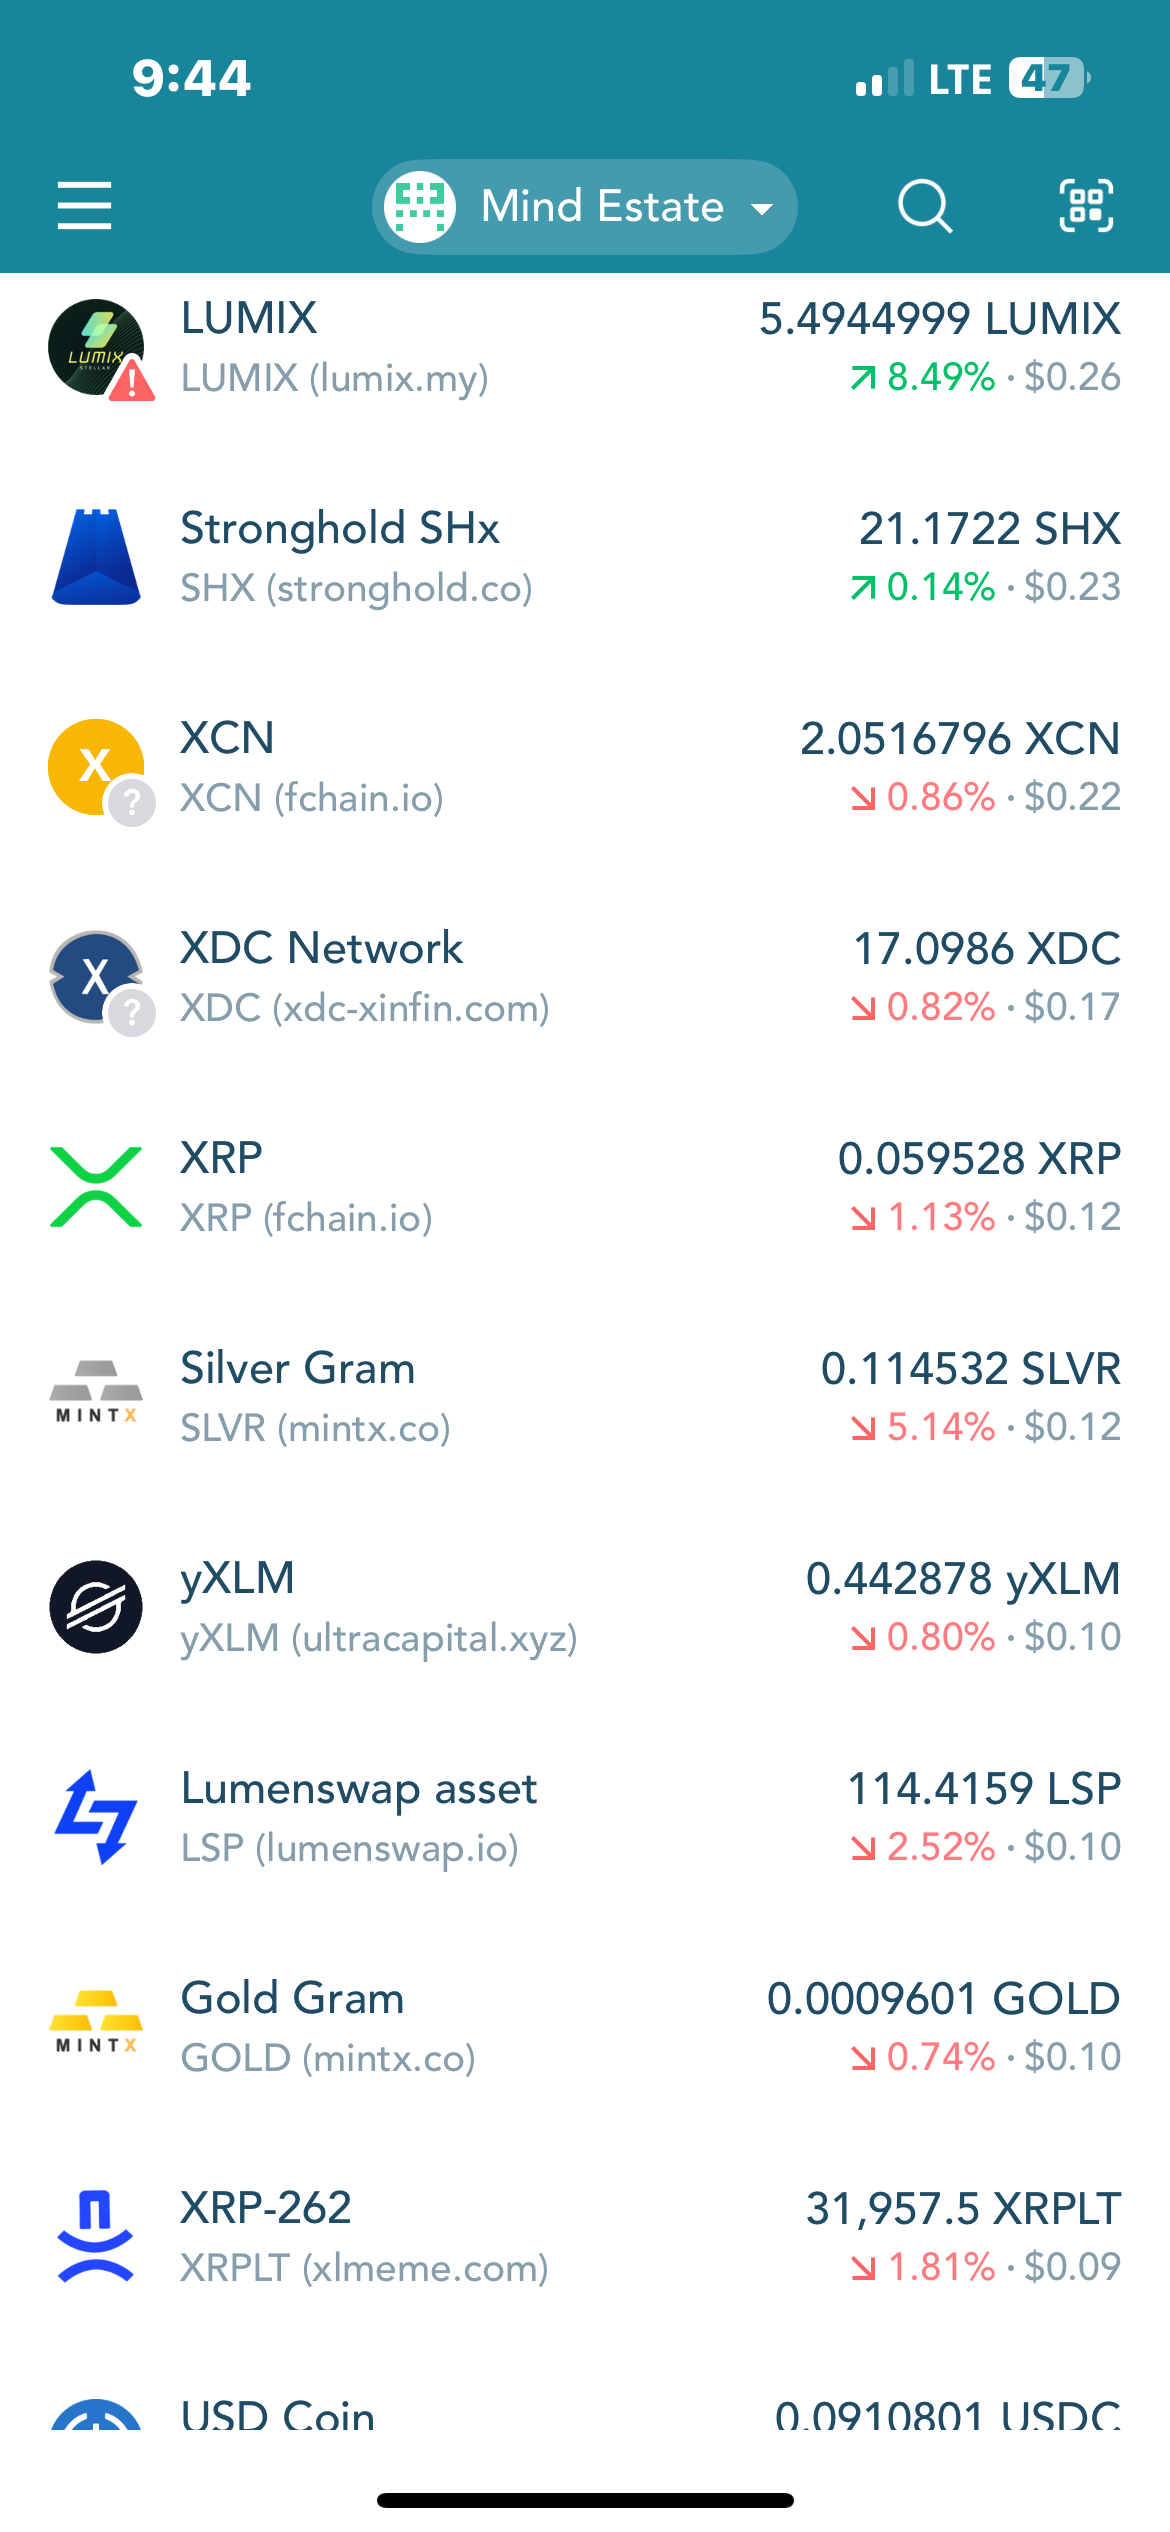 9:44
LTE 47
Mind Estate
LUMIX
STELLAR
LUMIX
5.4944999 LUMIX
LUMIX (lumix.my)
8.49% · $0.26
Stronghold SHx
21.1722 SHX
SHX (stronghold.co)
0.14% · $0.23
X
?
XCN
2.0516796 XCN
XCN (fchain.io)
0.86% · $0.22
X
?
XDC Network
17.0986 XDC
XDC (xdc-xinfin.com)
0.82% · $0.17
XRP
0.059528 XRP
XRP (fchain.io)
1.13% · $0.12
MINTX
Silver Gram
0.114532 SLVR
SLVR (mintx.co)
5.14% · $0.12
yXLM
0.442878 yXLM
yXLM (ultracapital.xyz)
0.80% · $0.10
Lumenswap asset
114.4159 LSP
LSP (lumenswap.io)
2.52% · $0.10
MINTX
Gold Gram
0.0009601 GOLD
GOLD (mintx.co)
0.74% · $0.10
XRP-262
31,957.5 XRPLT
XRPLT (xlmeme.com)
1.81% · $0.09
USD Coin
0.0910801 USDC